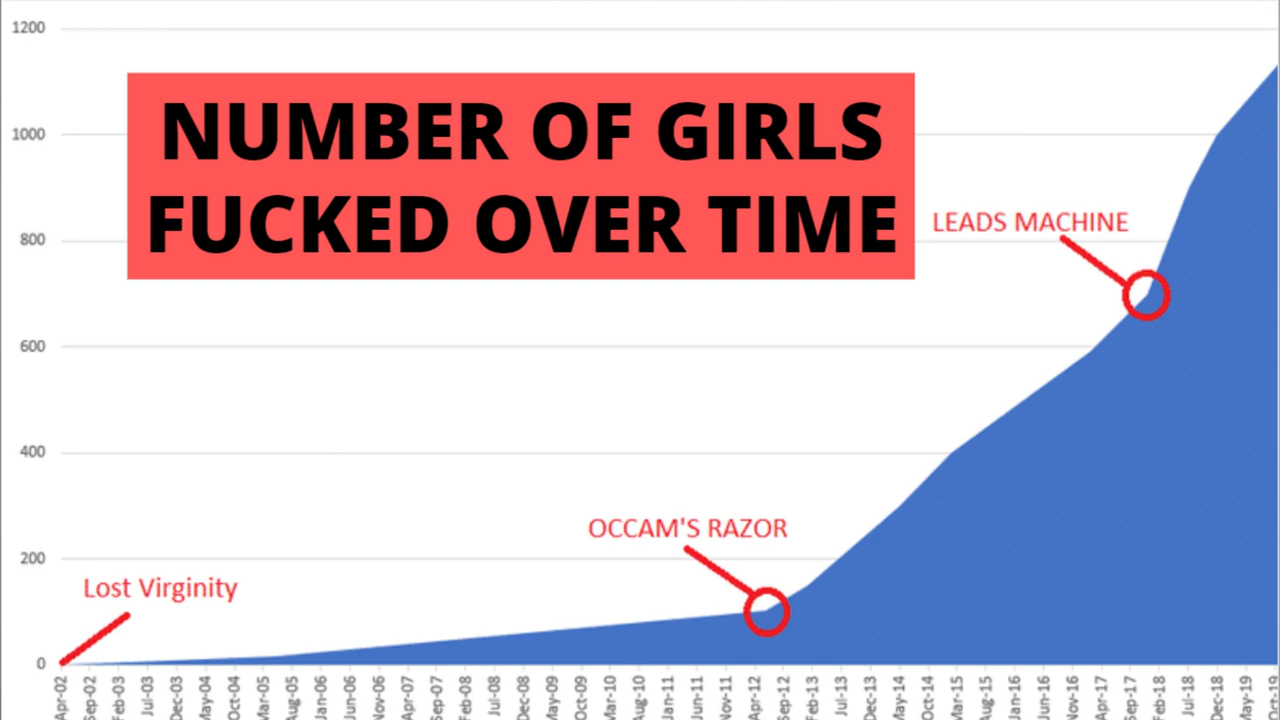 1200
NUMBER OF GIRLS
FUCKED OVER TIME
1000
LEADS MACHINE
800
600
400
OCCAM'S RAZOR
200
Lost Virginity
0
Apr-02
Sep-02
Feb-03
Jul-03
Dec-03
May-04
Oct-04
Mar-05
Aug-05
Jan-06
Jun-06
Nov-06
Apr-07
Sep-07
Feb-08
Jul-08
Dec-08
May-09
Oct-09
Mar-10
Aug-10
Jan-11
Jun-11
Nov-11
Apr-12
Sep-12
Feb-13
Jul-13
Dec-13
May-14
Oct-14
Mar-15
Aug-15
Jan-16
Jun-16
Nov-16
Apr-17
Sep-17
Feb-18
Jul-18
Dec-18
May-19
Oct-19